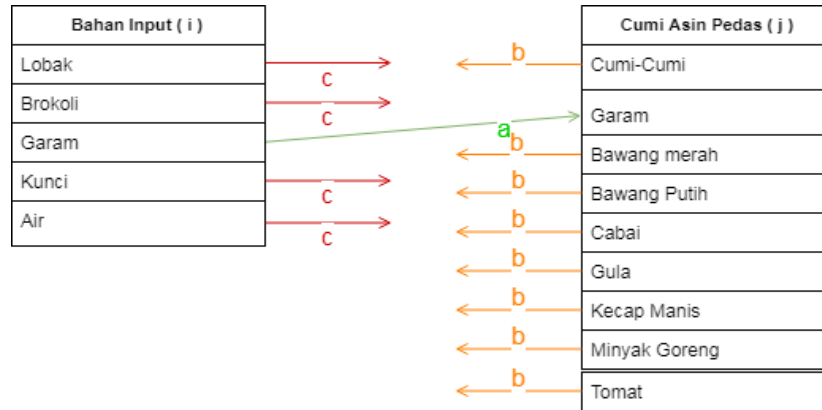 Bahan Input ( i )
Lobak
Brokoli
Garam
Kunci
Air
c
c
c
c
a
b
b
b
b
b
b
b
b
Cumi Asin Pedas ( j )
Cumi-Cumi
Garam
Bawang merah
Bawang Putih
Cabai
Gula
Kecap Manis
Minyak Goreng
Tomat